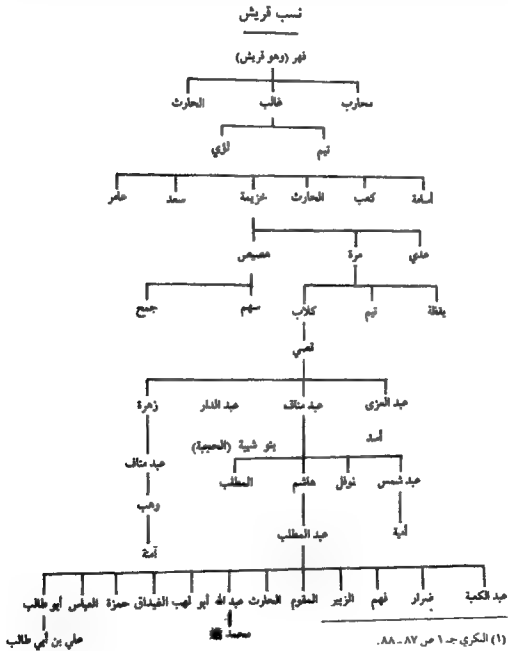 نسب قريش
فهر (وهو قريش)
محارب غالب الحارث
تيم لؤي
أسامة كعب الحارث خزيمة سعد عامر
عدي مرة هصيص
يقظة تيم كلاب سهم جمح
قصي
عبد العزى عبد مناف عبد الدار زهرة
أسد بنو شيبة (الحجبة) عبد مناف
عبد شمس نوفل هاشم المطلب
أمية عبد المطلب وهب
آمنة
عبد الكعبة ضرار قهم الزبير المقوم الحارث عبد الله أبو لهب الغيداق حمزة العباس أبو طالب
محمد ﷺ علي بن أبي طالب
(١) البكري جـ ١ ص ٨٧ ـ ٨٨.